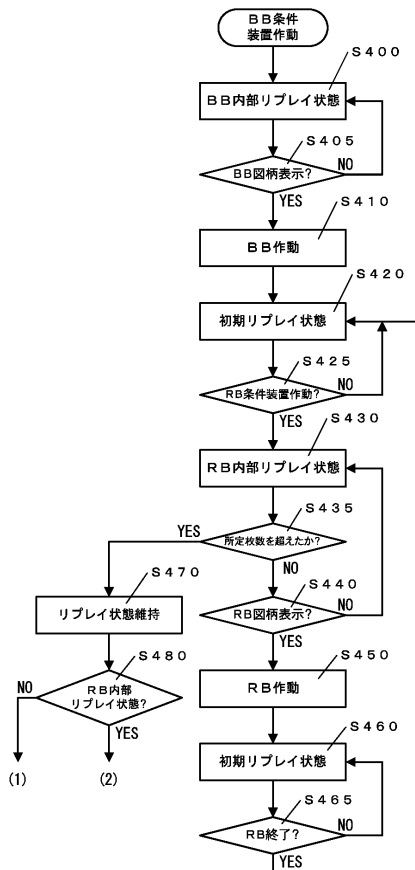 BB条件
装置作動
S400
BB内部リプレイ状態
S405
BB図柄表示?
NO
YES
S410
BB作動
S420
初期リプレイ状態
S425
RB条件装置作動?
NO
YES
S430
RB内部リプレイ状態
S435
所定枚数を超えたか?
YES
NO
S470
リプレイ状態維持
S440
RB図柄表示?
NO
YES
S480
RB内部
リプレイ状態?
NO
YES
(1)
(2)
S450
RB作動
S460
初期リプレイ状態
S465
RB終了?
NO
YES